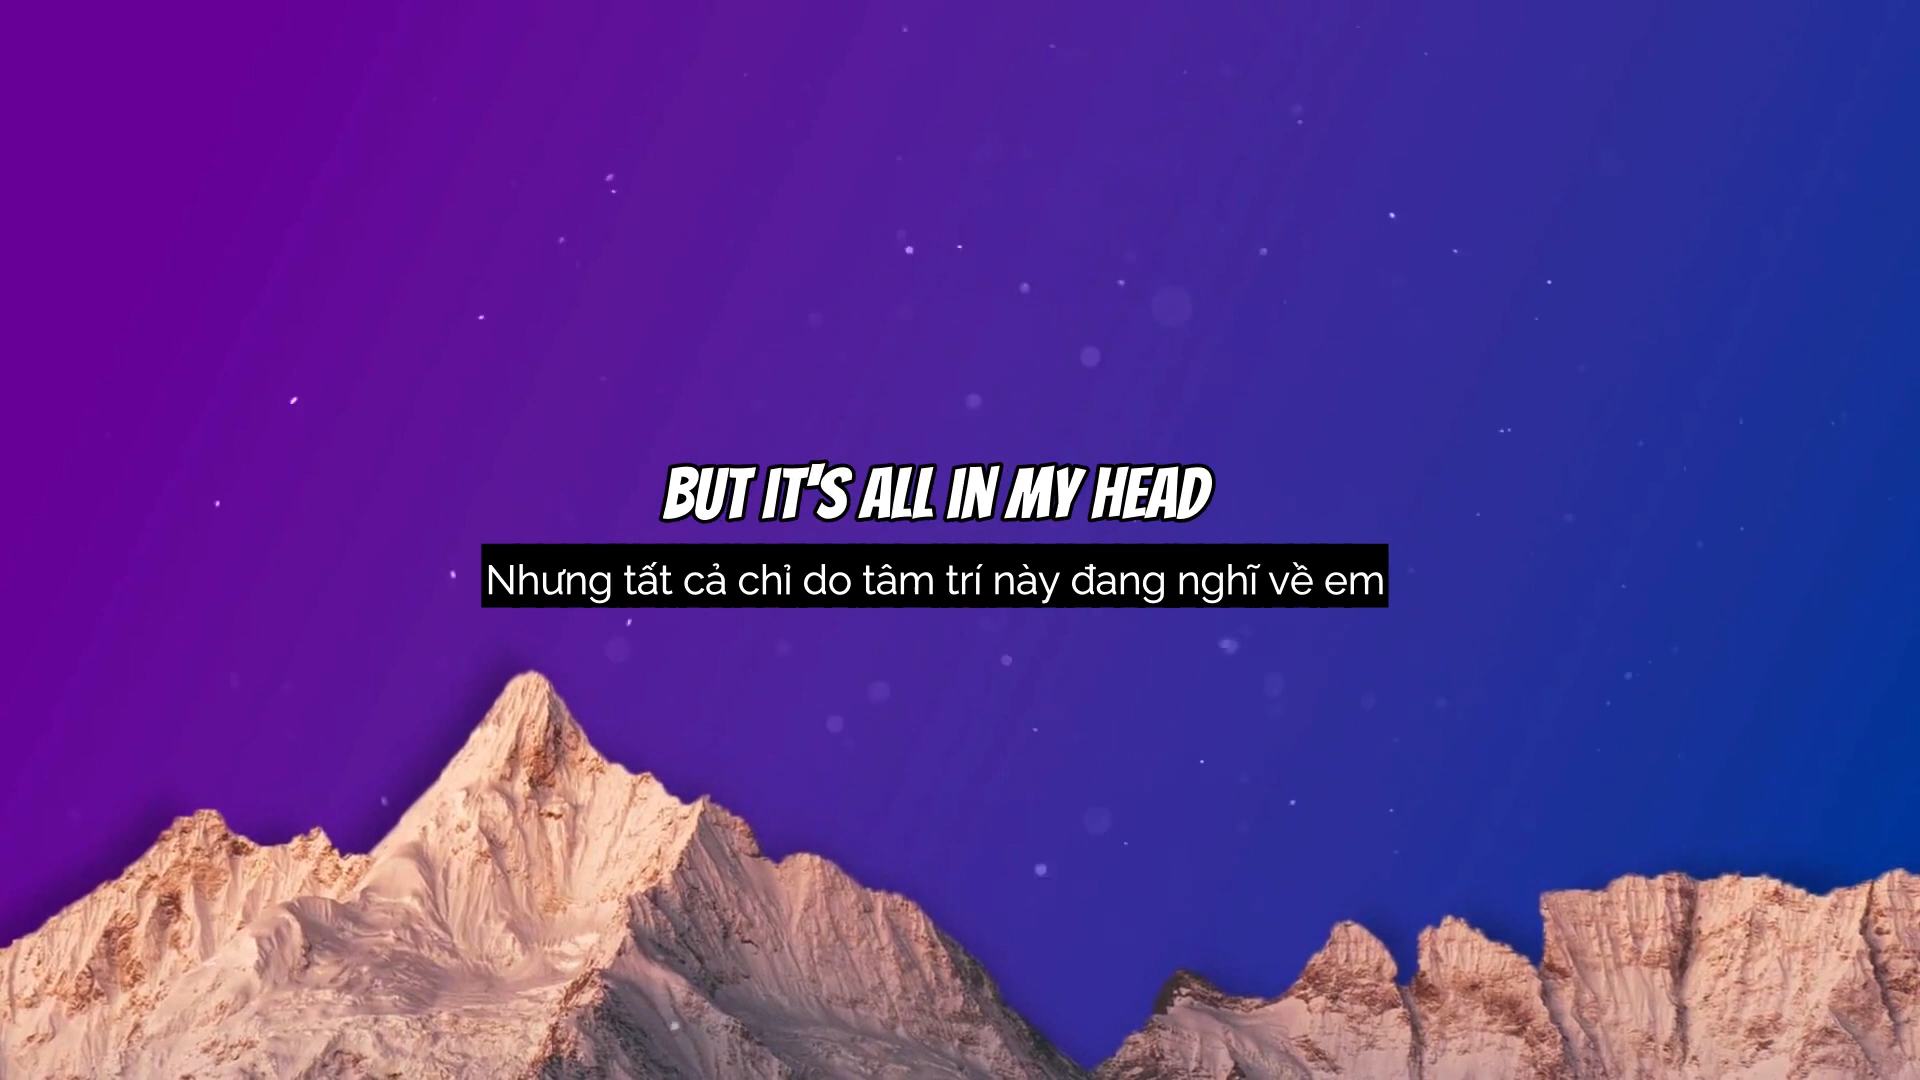 BUT IT'S ALL IN MY HEAD
Nhưng tất cả chỉ do tâm trí này đang nghĩ về em